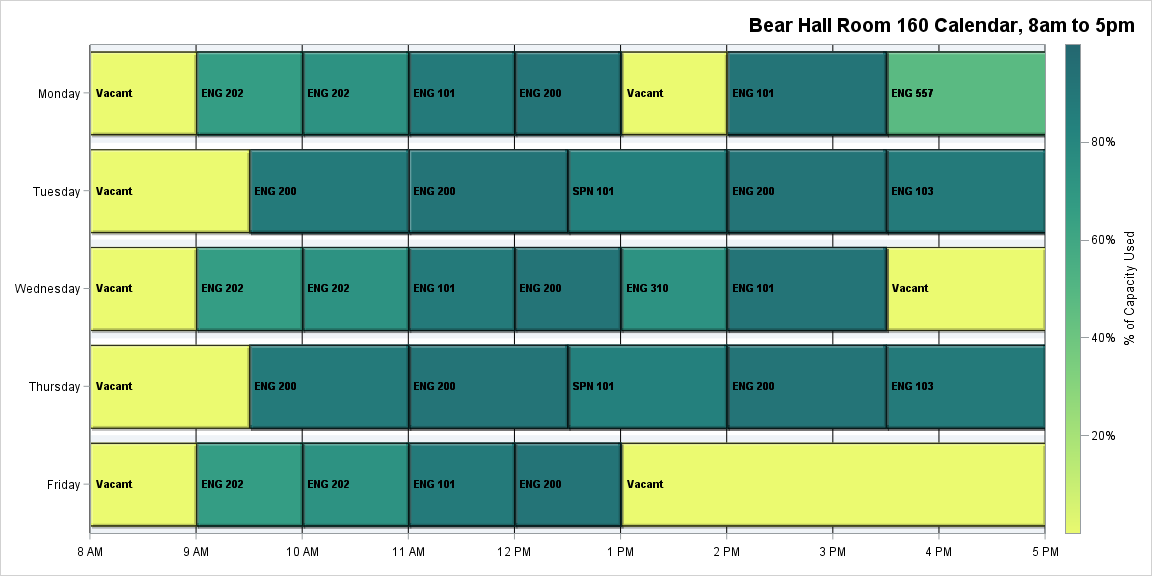 Bear Hall Room 160 Calendar, 8am to 5pm
Monday
Vacant ENG 202 ENG 202 ENG 101 ENG 200 Vacant ENG 101 ENG 557
Tuesday
Vacant ENG 200 ENG 200 SPN 101 ENG 200 ENG 103
Wednesday
Vacant ENG 202 ENG 202 ENG 101 ENG 200 ENG 310 ENG 101 Vacant
Thursday
Vacant ENG 200 ENG 200 SPN 101 ENG 200 ENG 103
Friday
Vacant ENG 202 ENG 202 ENG 101 ENG 200 Vacant
8 AM 9 AM 10 AM 11 AM 12 PM 1 PM 2 PM 3 PM 4 PM 5 PM
80%
60%
40%
20%
% of Capacity Used